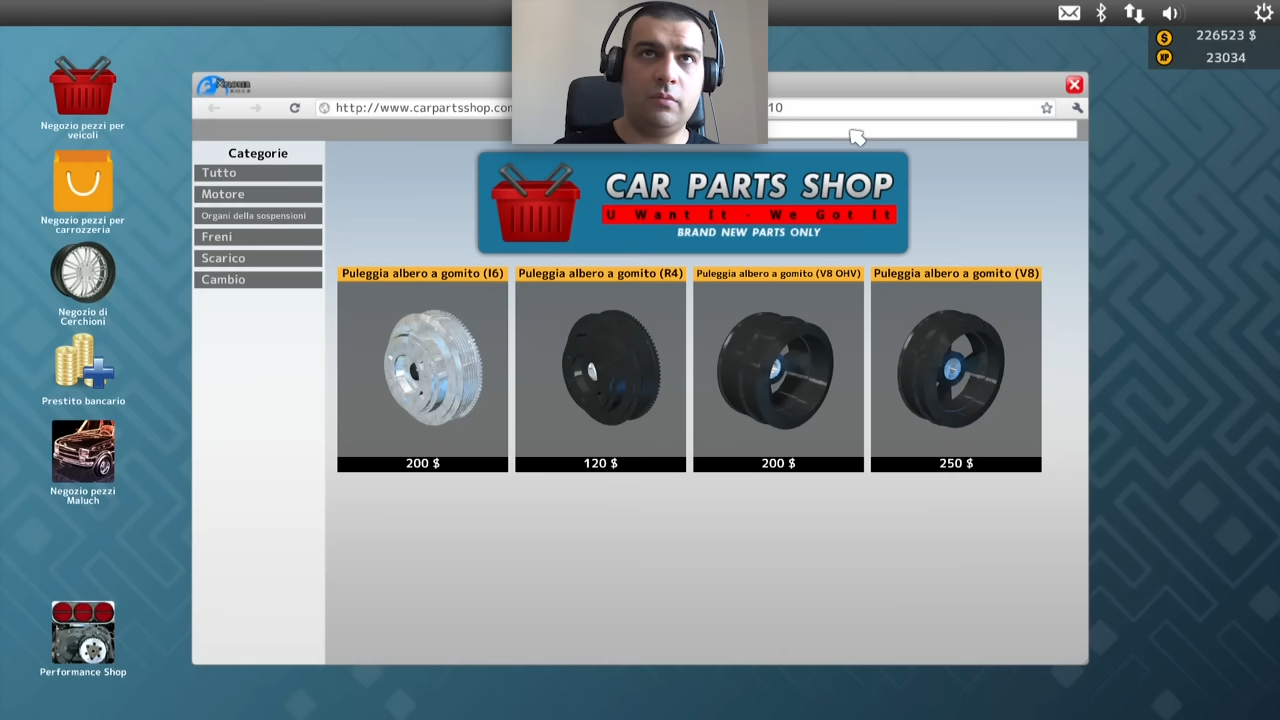 226523 $
XP 23034
Negozio pezzi per
veicoli
Negozio pezzi per
carrozzeria
Negozio di
Cerchioni
Prestito bancario
Negozio pezzi
Maluch
Performance Shop
http://www.carpartsshop.com
10
Categorie
Tutto
Motore
Organi della sospensioni
Freni
Scarico
Cambio
CAR PARTS SHOP
U Want It - We Got It
BRAND NEW PARTS ONLY
Puleggia albero a gomito (I6)
200 $
Puleggia albero a gomito (R4)
120 $
Puleggia albero a gomito (V8 OHV)
200 $
Puleggia albero a gomito (V8)
250 $